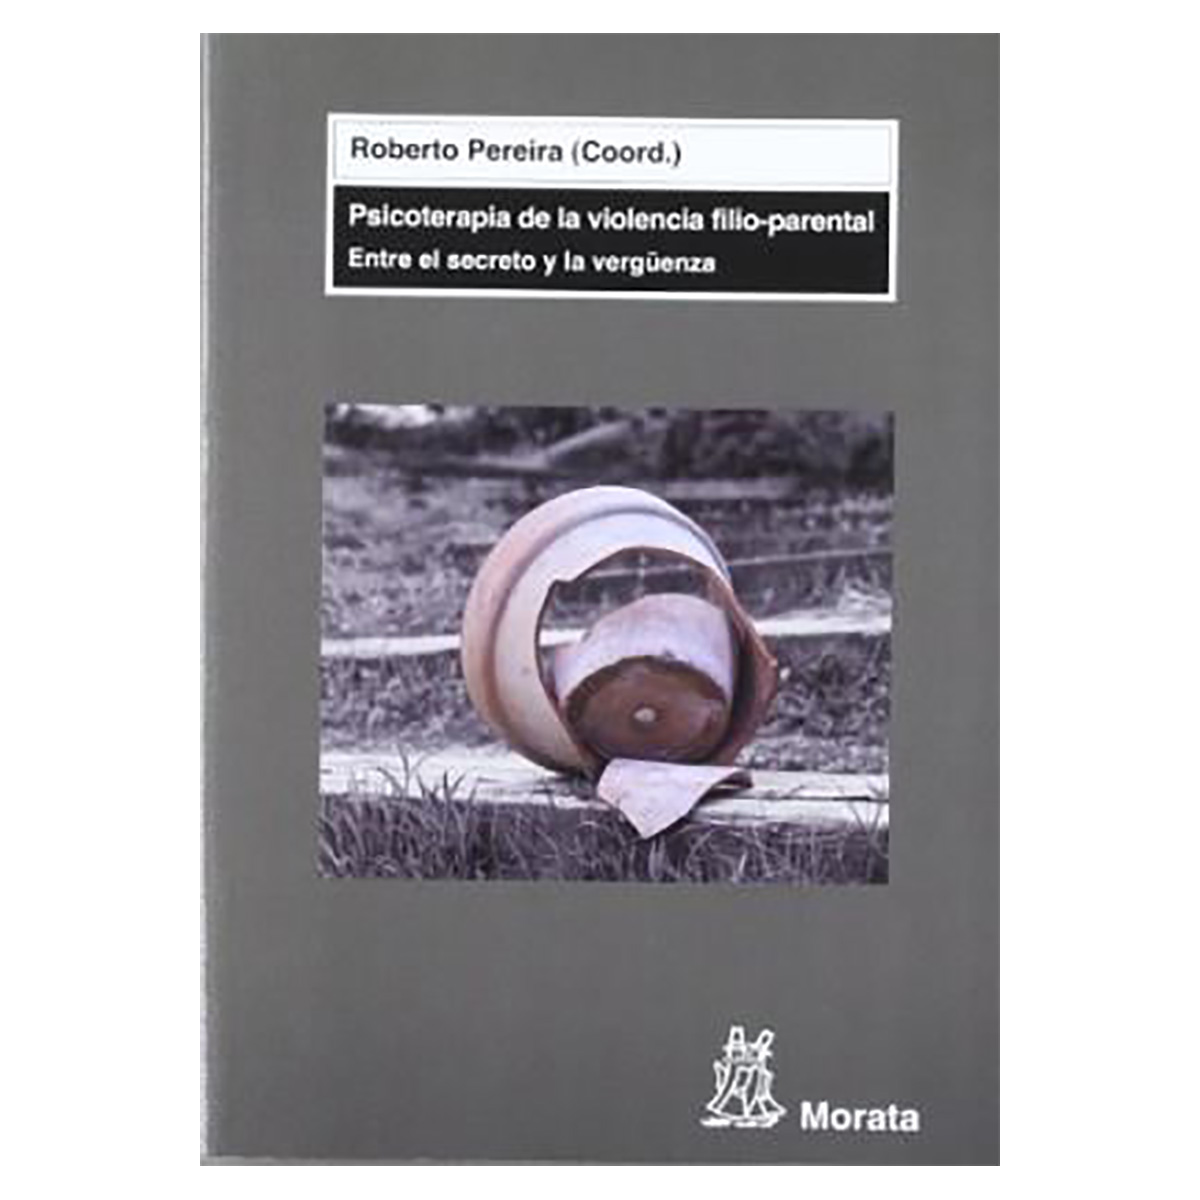 Roberto Pereira (Coord.)
Psicoterapia de la violencia filio-parental
Entre el secreto y la vergüenza
Morata